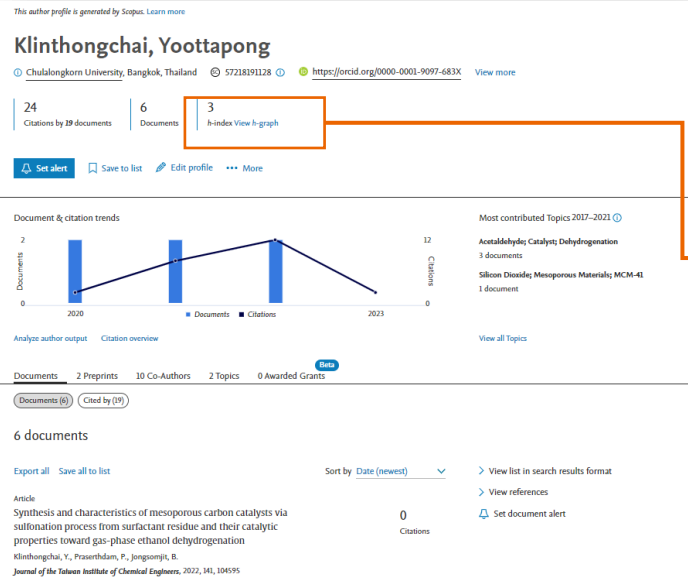 This author profile is generated by Scopus. Learn more
Klinthongchai, Yoottapong
Chulalongkorn University, Bangkok, Thailand SC 57218191128 https://orcid.org/0000-0001-9097-683X View more
24 6 3
Citations by 19 documents Documents h-index View h-graph
Set alert Save to list Edit profile More
Document & citation trends Most contributed Topics 2017–2021
2 12
Acetaldehyde; Catalyst; Dehydrogenation
3 documents
Documents Citations
Silicon Dioxide; Mesoporous Materials; MCM-41
1 document
0 0
2020 Documents Citations 2023
Analyze author output Citation overview View all Topics
Beta
Documents 2 Preprints 10 Co-Authors 2 Topics 0 Awarded Grants
Documents (6) Cited by (19)
6 documents
Export all Save all to list Sort by Date (newest) View list in search results format
View references
Article
Synthesis and characteristics of mesoporous carbon catalysts via 0 Set document alert
sulfonation process from surfactant residue and their catalytic Citations
properties toward gas-phase ethanol dehydrogenation
Klinthongchai, Y., Praserthdam, P., Jongsomjit, B.
Journal of the Taiwan Institute of Chemical Engineers, 2022, 141, 104595